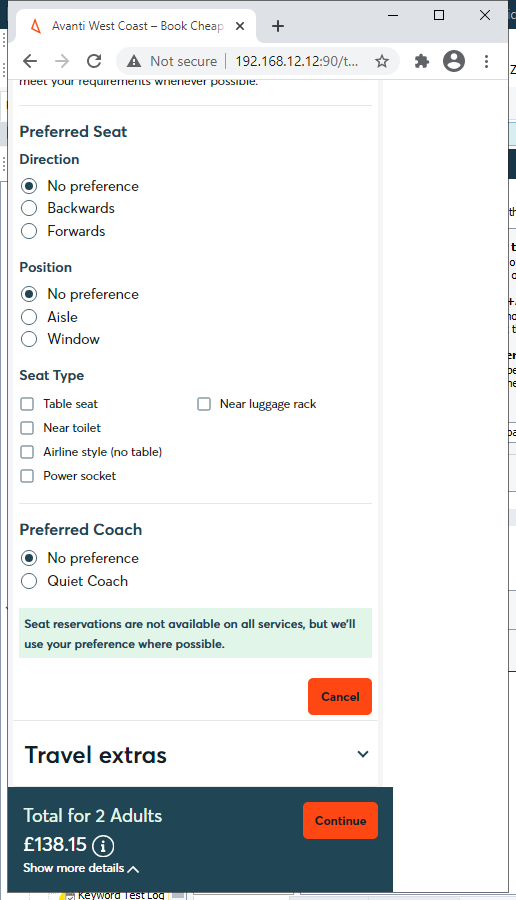 Avanti West Coast – Book Cheap
Not secure
192.168.12.12:90/t...
meet your requirements whenever possible.
Preferred Seat
Direction
No preference
Backwards
Forwards
Position
No preference
Aisle
Window
Seat Type
Table seat
Near luggage rack
Near toilet
Airline style (no table)
Power socket
Preferred Coach
No preference
Quiet Coach
Seat reservations are not available on all services, but we'll
use your preference where possible.
Cancel
Travel extras
Total for 2 Adults
£138.15
Show more details
Continue
Keyword Test Log